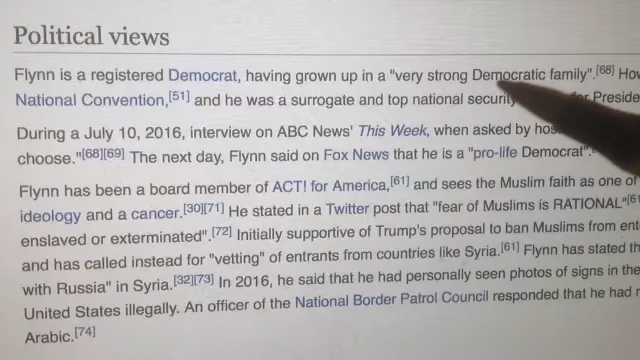 Political views
Flynn is a registered Democrat, having grown up in a "very strong Democratic family".[68]
National Convention,[51] and he was a surrogate and top national security
During a July 10, 2016, interview on ABC News' This Week, when asked by
choose."[68][69] The next day, Flynn said on Fox News that he is a "pro-life Democrat".
Flynn has been a board member of ACT! for America,[61] and sees the Muslim faith as one of
ideology and a cancer.[30][71] He stated in a Twitter post that "fear of Muslims is RATIONAL"
enslaved or exterminated".[72] Initially supportive of Trump's proposal to ban Muslims from
and has called instead for "vetting" of entrants from countries like Syria.[61] Flynn has stated
with Russia" in Syria.[32][73] In 2016, he said that he had personally seen photos of signs in the
United States illegally. An officer of the National Border Patrol Council responded that he had
Arabic.[74]